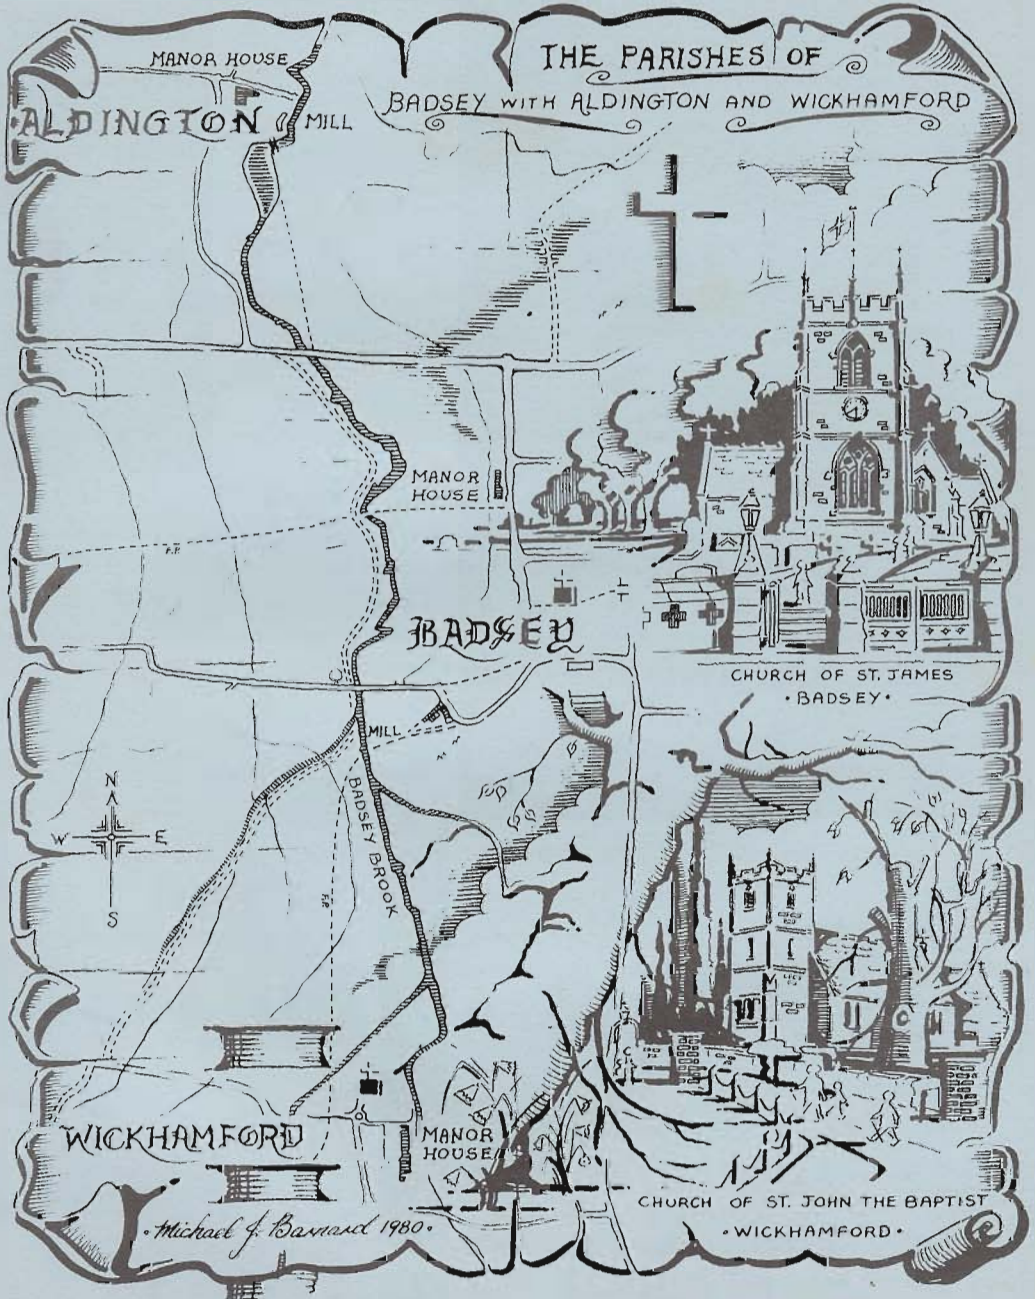 THE PARISHES OF
BADSEY WITH ALDINGTON AND WICKHAMFORD
MANOR HOUSE
ALDINGTON
MILL
MANOR
HOUSE
F.P.
BADSEY
CHURCH OF ST. JAMES
· BADSEY ·
MILL
N
W
E
S
BADSEY BROOK
F.P.
WICKHAMFORD
MANOR
HOUSE
CHURCH OF ST. JOHN THE BAPTIST
· WICKHAMFORD ·
· Michael J. Barnard 1980 ·